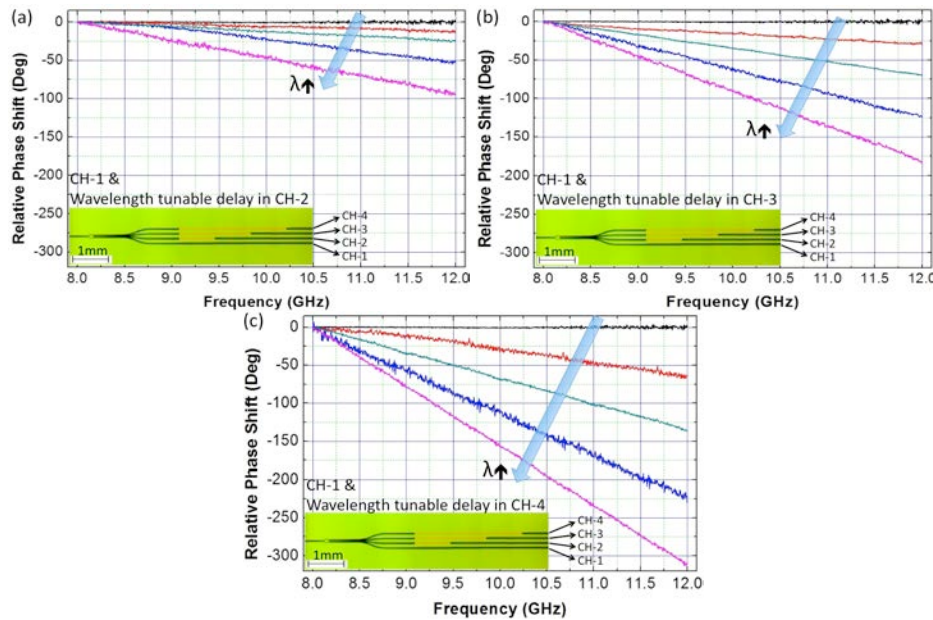 (a)
Relative Phase Shift (Deg)
0
-50
-100
-150
-200
-250
-300
λ↑
CH-1 &
Wavelength tunable delay in CH-2
CH-4
CH-3
CH-2
CH-1
1mm
8.0 8.5 9.0 9.5 10.0 10.5 11.0 11.5 12.0
Frequency (GHz)
(b)
Relative Phase Shift (Deg)
0
-50
-100
-150
-200
-250
-300
λ↑
CH-1 &
Wavelength tunable delay in CH-3
CH-4
CH-3
CH-2
CH-1
1mm
8.0 8.5 9.0 9.5 10.0 10.5 11.0 11.5 12.0
Frequency (GHz)
(c)
Relative Phase Shift (Deg)
0
-50
-100
-150
-200
-250
-300
λ↑
CH-1 &
Wavelength tunable delay in CH-4
CH-4
CH-3
CH-2
CH-1
1mm
8.0 8.5 9.0 9.5 10.0 10.5 11.0 11.5 12.0
Frequency (GHz)